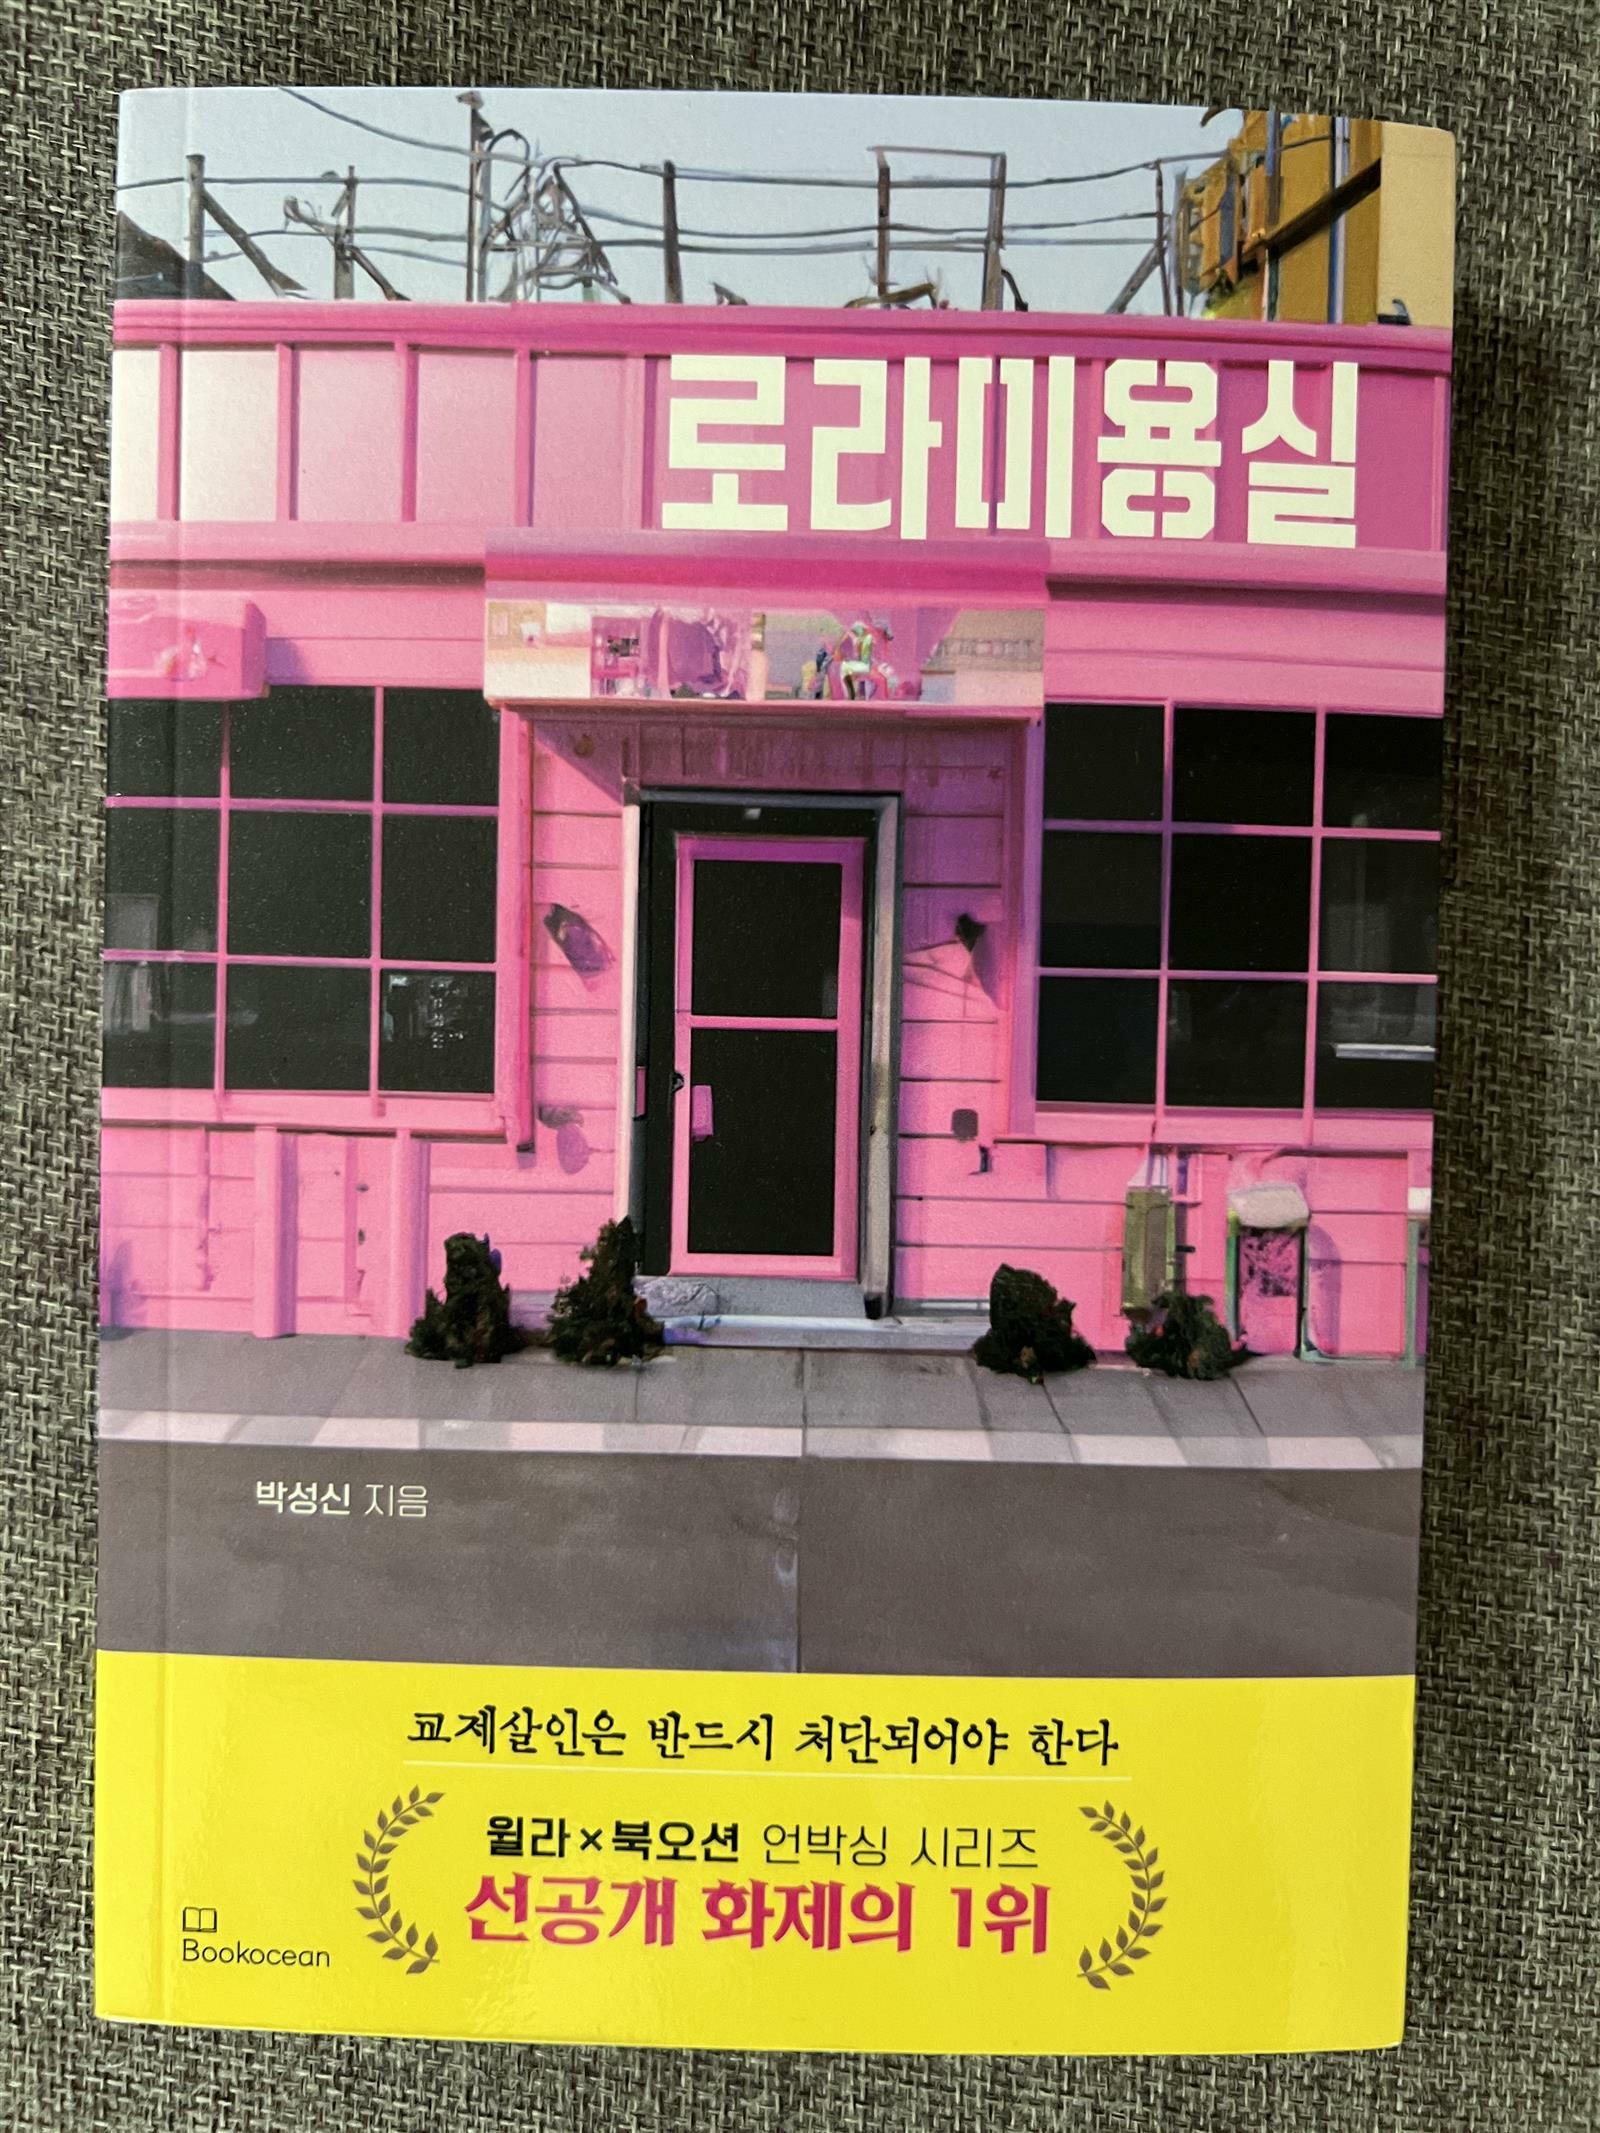 로라미용실
박성신 지음
교제살인은 반드시 처단되어야 한다
윌라×북오션 언박싱 시리즈
선공개 화제의 1위
Bookocean